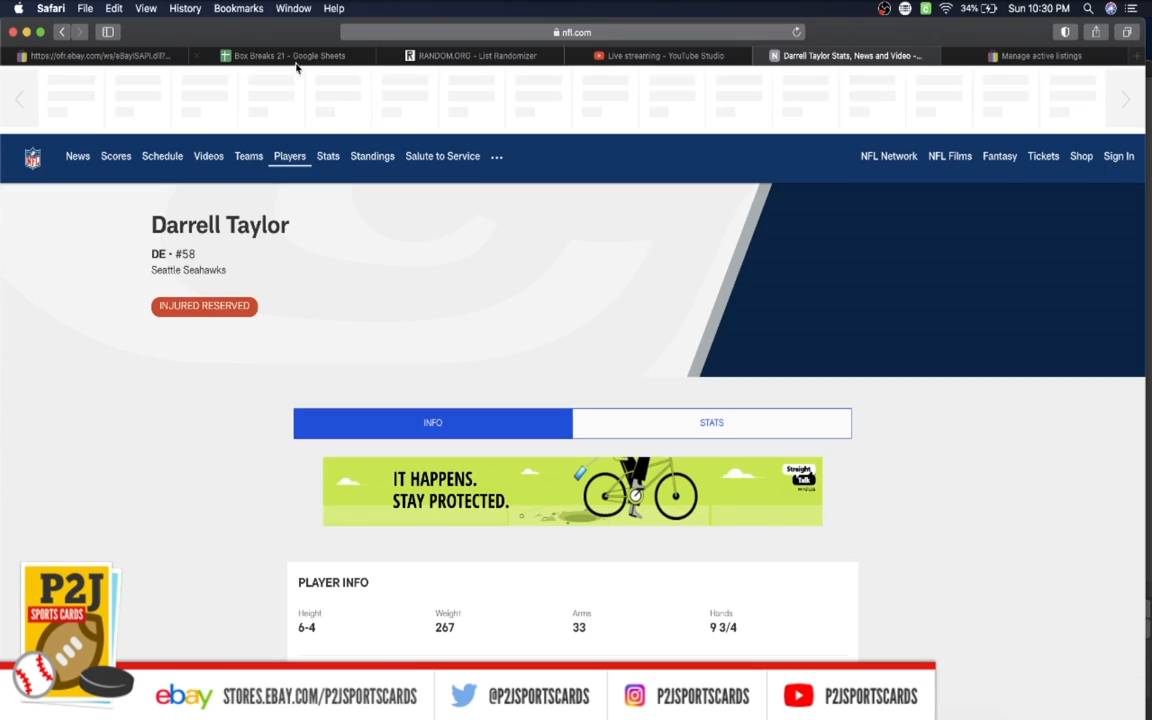 Safari File Edit View History Bookmarks Window Help 34% Sun 10:30 PM
nfl.com
https://ofr.ebay.com/ws/eBayISAPI.dll?... Box Breaks 21 - Google Sheets RANDOM.ORG - List Randomizer Live streaming - YouTube Studio Darrell Taylor Stats, News and Video -... Manage active listings
NFL News Scores Schedule Videos Teams Players Stats Standings Salute to Service ••• NFL Network NFL Films Fantasy Tickets Shop Sign In
Darrell Taylor
DE • #58
Seattle Seahawks
INJURED RESERVED
INFO STATS
IT HAPPENS.
STAY PROTECTED.
Straight
Talk
PLAYER INFO
Height Weight Arms Hands
6-4 267 33 9 3/4
P2J
SPORTS CARDS
ebay STORES.EBAY.COM/P2JSPORTSCARDS @P2JSPORTSCARDS P2JSPORTSCARDS P2JSPORTSCARDS